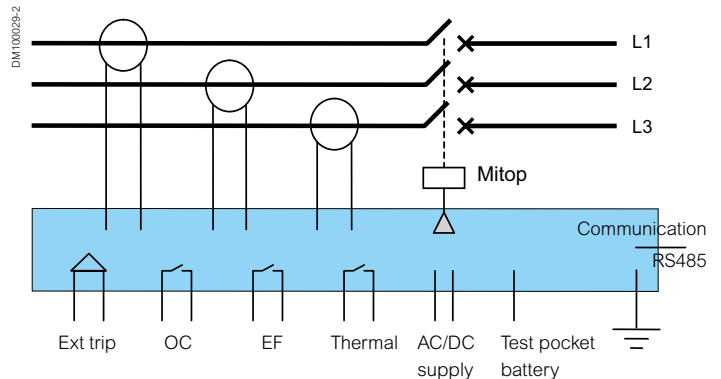 DM100029-2
L1
L2
L3
Mitop
Communication
RS485
Ext trip
OC
EF
Thermal
AC/DC
supply
Test pocket
battery